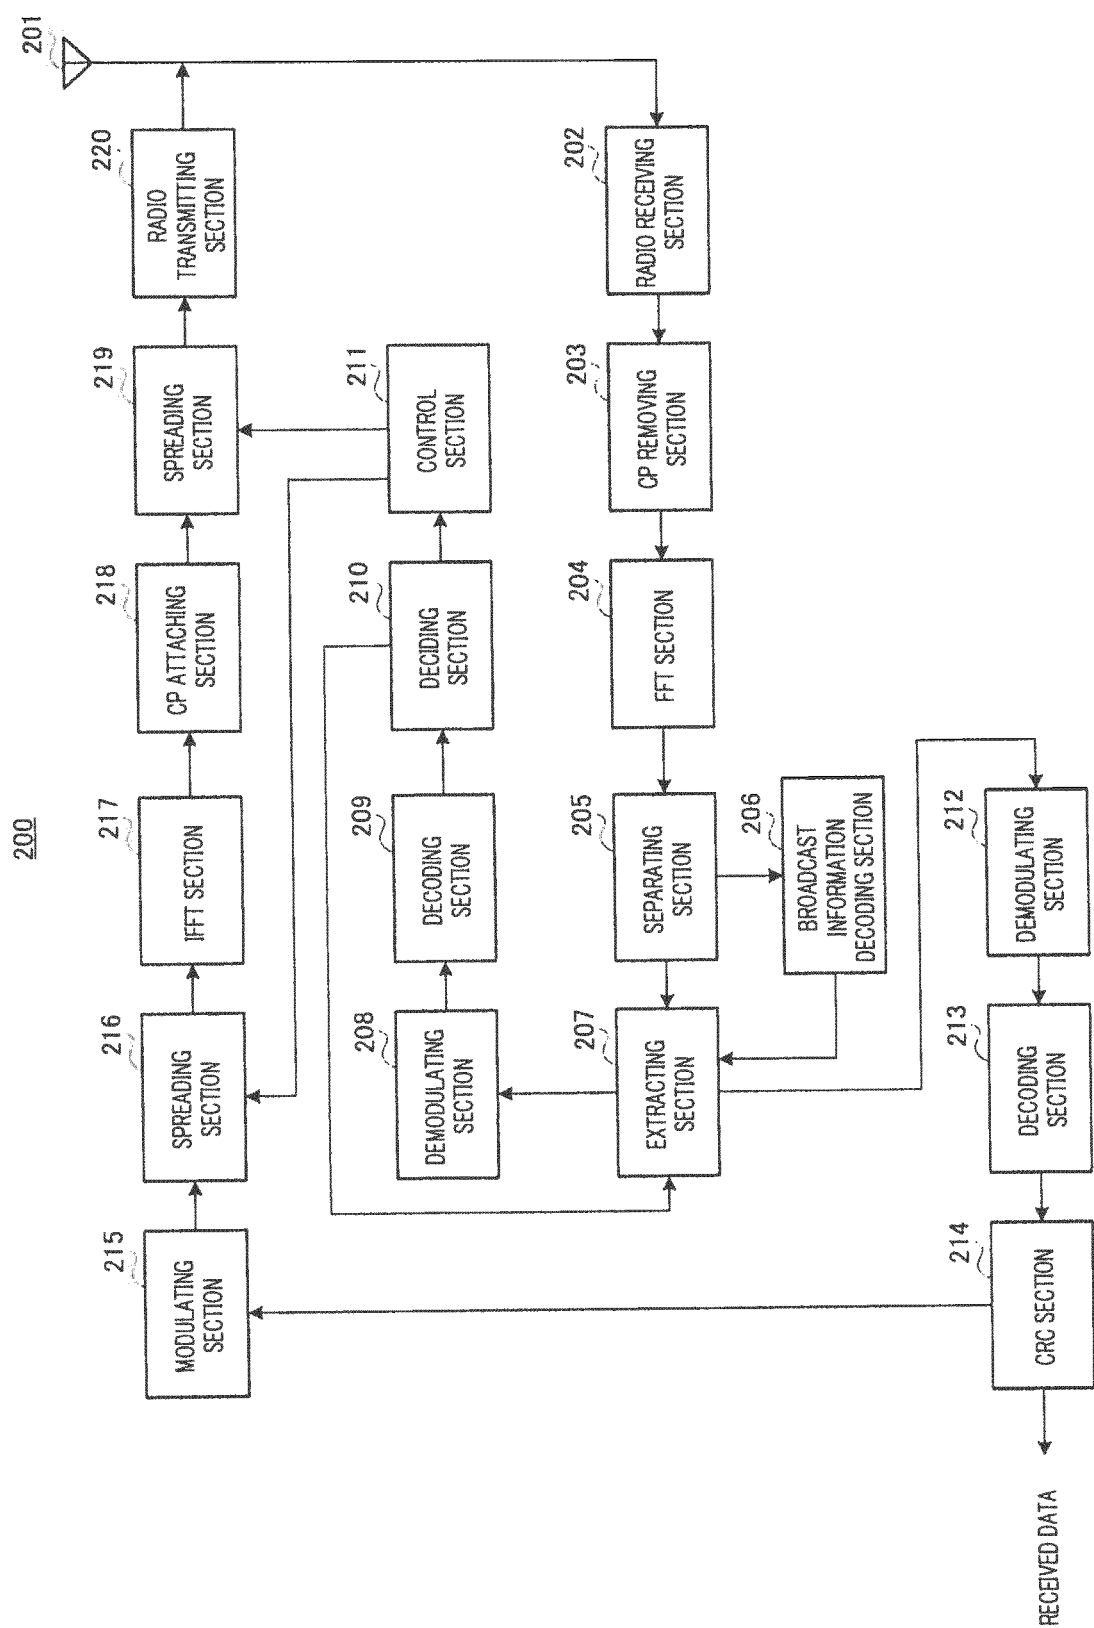 200
201
220
RADIO
TRANSMITTING
SECTION
219
SPREADING
SECTION
218
CP ATTACHING
SECTION
217
IFFT SECTION
216
SPREADING
SECTION
215
MODULATING
SECTION
211
CONTROL
SECTION
210
DECIDING
SECTION
209
DECODING
SECTION
208
DEMODULATING
SECTION
202
RADIO RECEIVING
SECTION
203
CP REMOVING
SECTION
204
FFT SECTION
205
SEPARATING
SECTION
206
BROADCAST
INFORMATION
DECODING SECTION
207
EXTRACTING
SECTION
212
DEMODULATING
SECTION
213
DECODING
SECTION
214
CRC SECTION
RECEIVED DATA